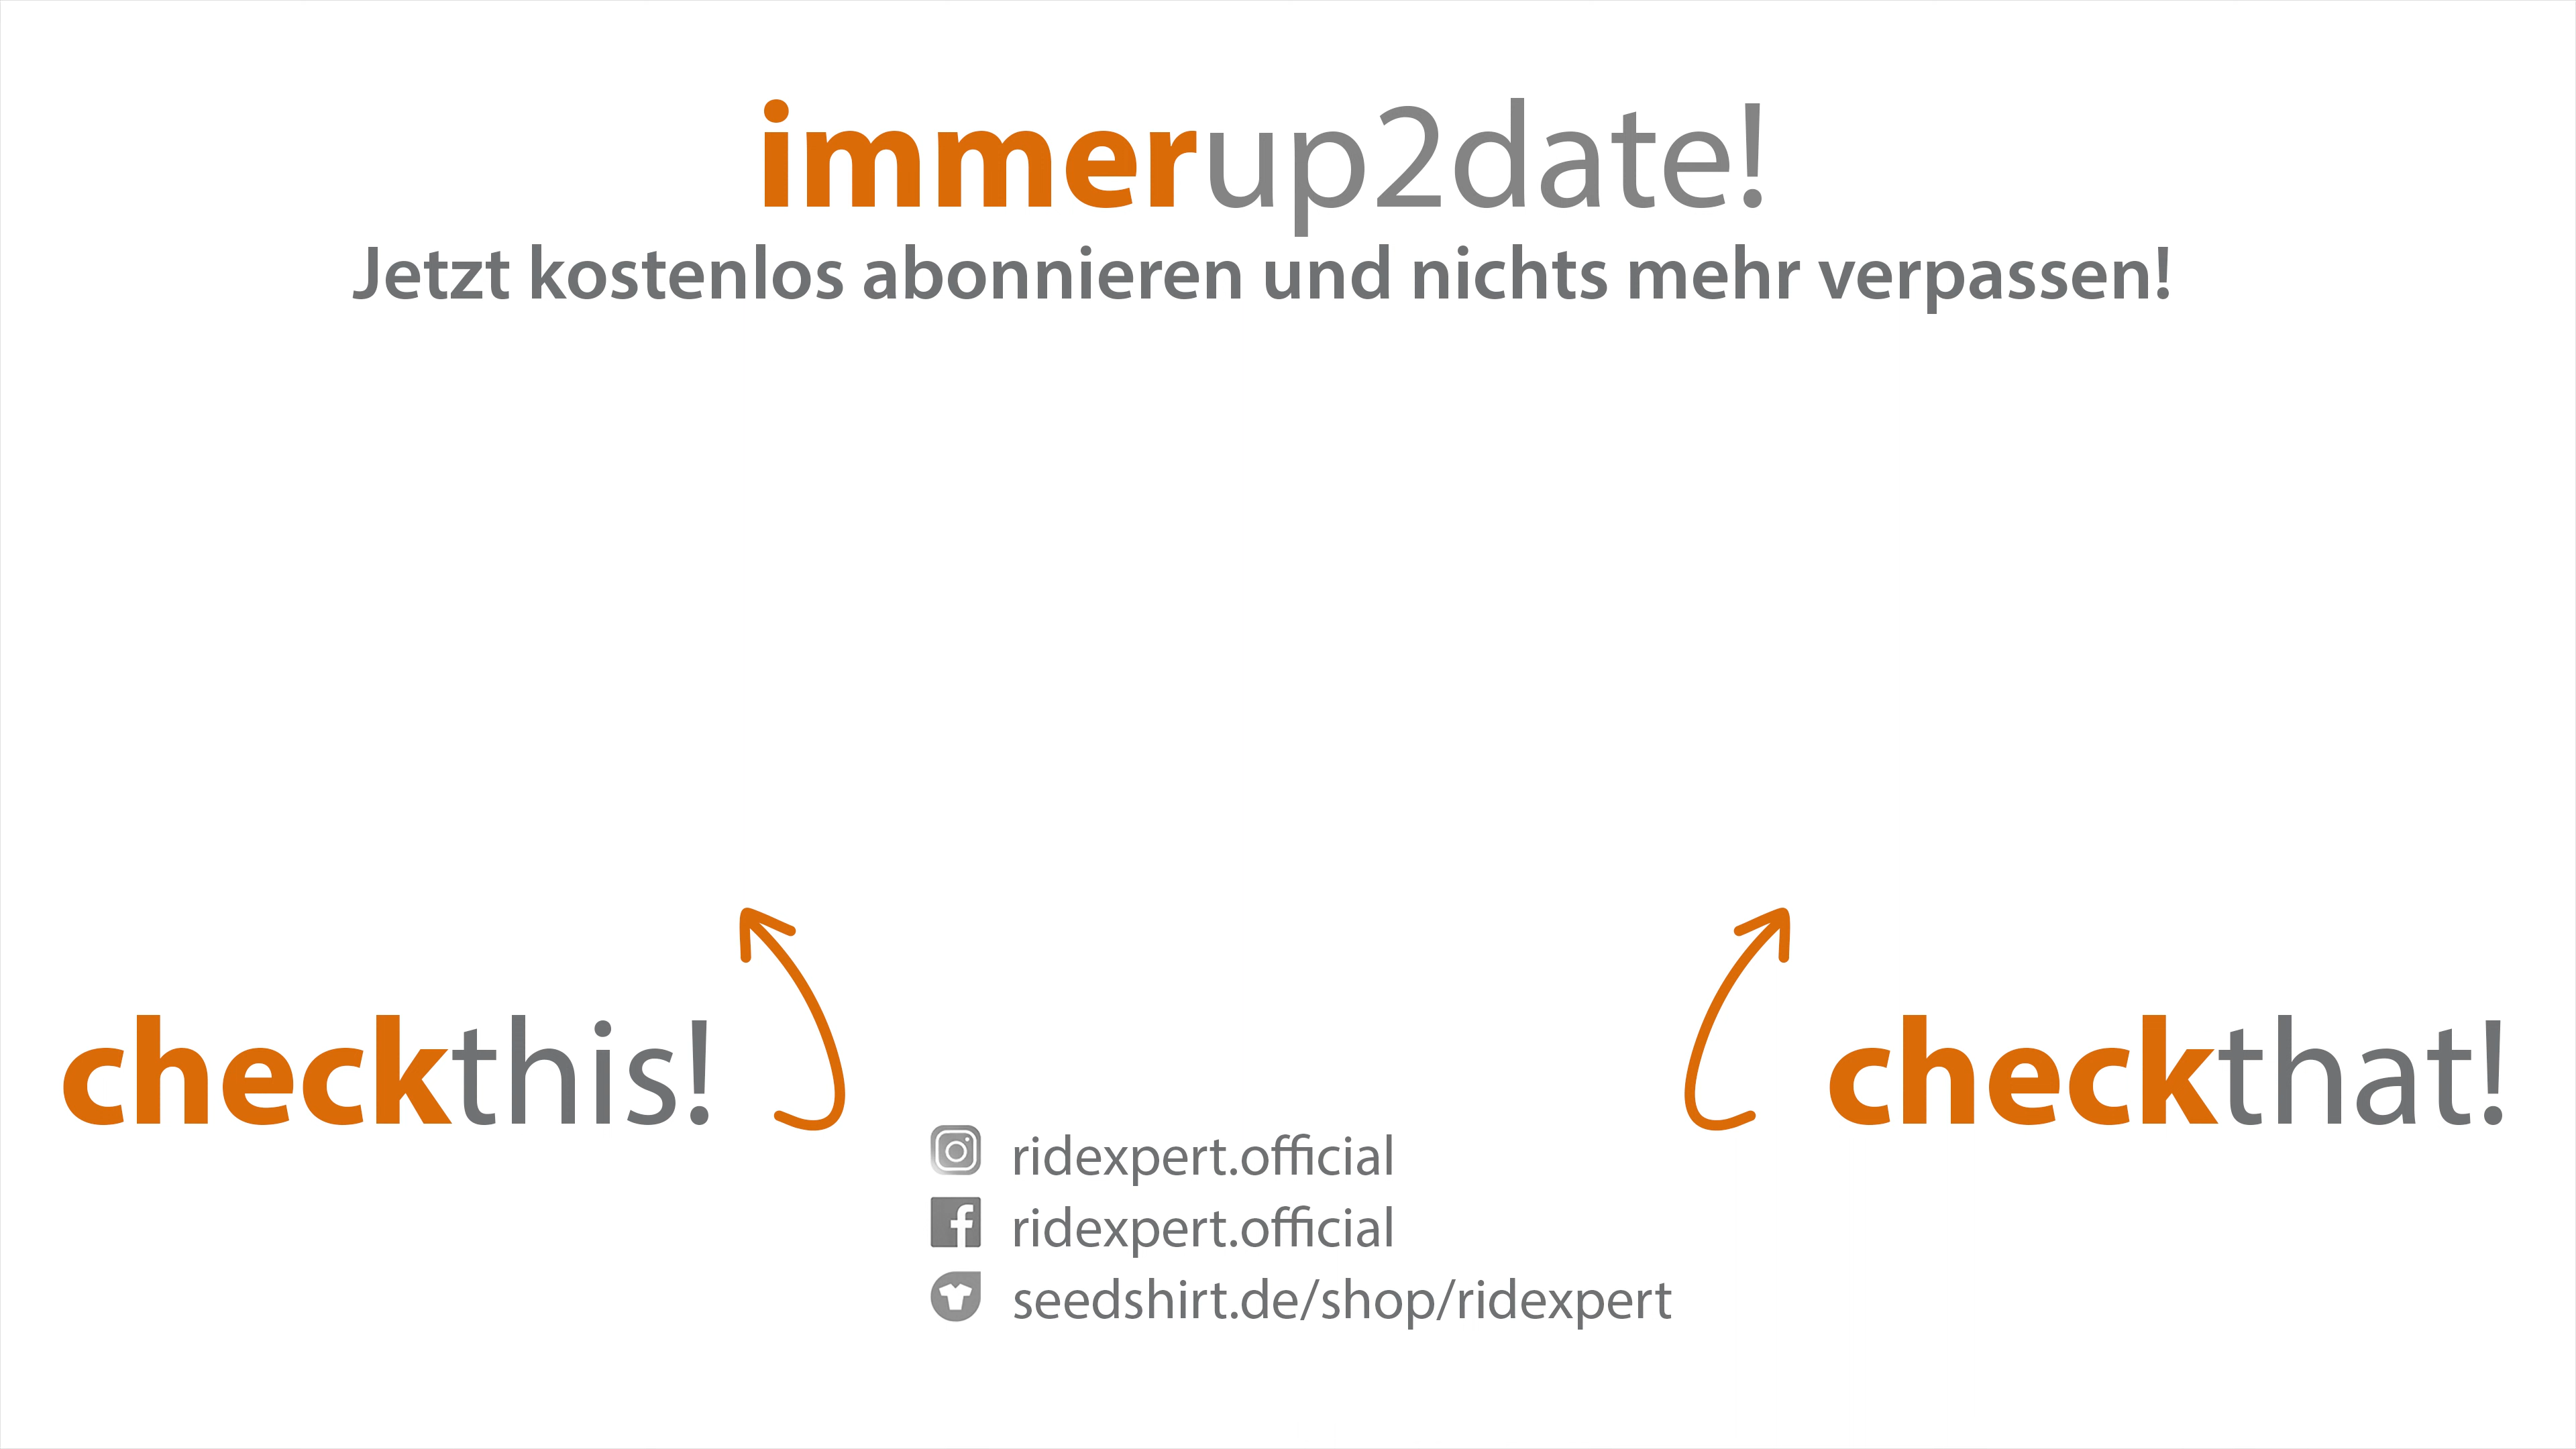 immerup2date!
Jetzt kostenlos abonnieren und nichts mehr verpassen!
checkthis!
checkthat!
ridexpert.official
ridexpert.official
seedshirt.de/shop/ridexpert